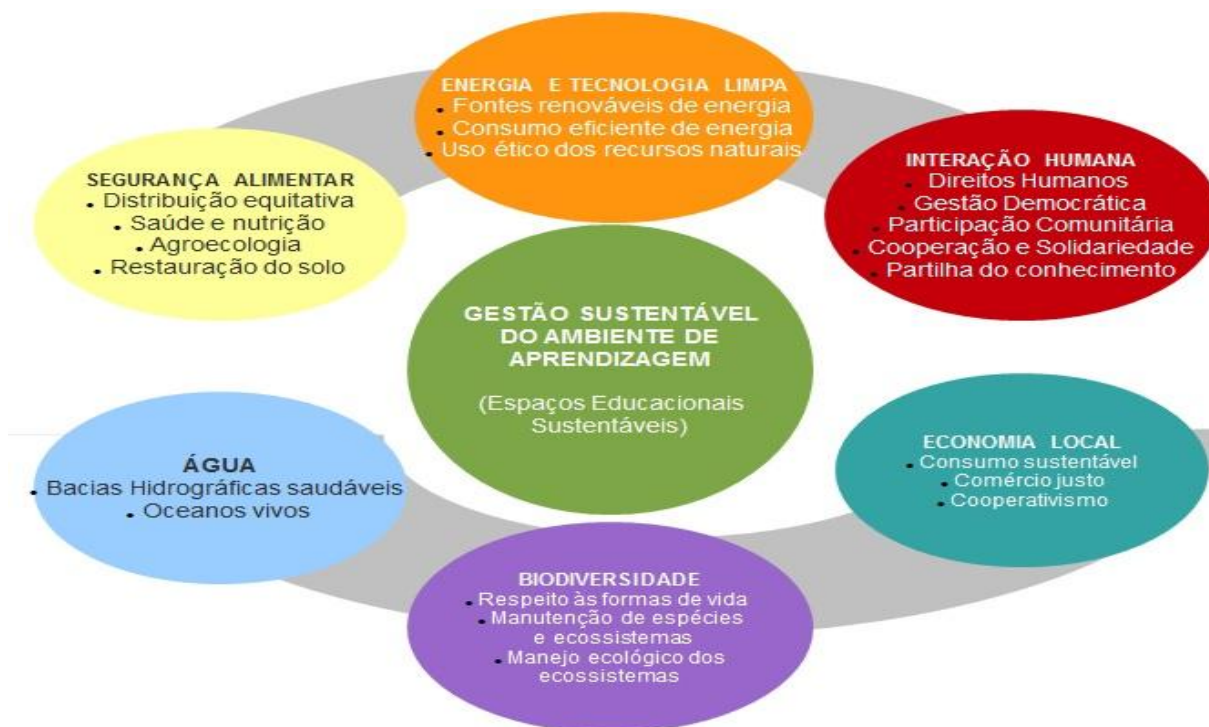 ENERGIA E TECNOLOGIA LIMPA
• Fontes renováveis de energia
• Consumo eficiente de energia
• Uso ético dos recursos naturais
SEGURANÇA ALIMENTAR
• Distribuição equitativa
• Saúde e nutrição
• Agroecologia
• Restauração do solo
INTERAÇÃO HUMANA
• Direitos Humanos
• Gestão Democrática
• Participação Comunitária
• Cooperação e Solidariedade
• Partilha do conhecimento
GESTÃO SUSTENTÁVEL
DO AMBIENTE DE
APRENDIZAGEM
(Espaços Educacionais
Sustentáveis)
ÁGUA
• Bacias Hidrográficas saudáveis
• Oceanos vivos
ECONOMIA LOCAL
• Consumo sustentável
• Comércio justo
• Cooperativismo
BIODIVERSIDADE
• Respeito às formas de vida
• Manutenção de espécies
e ecossistemas
• Manejo ecológico dos
ecossistemas